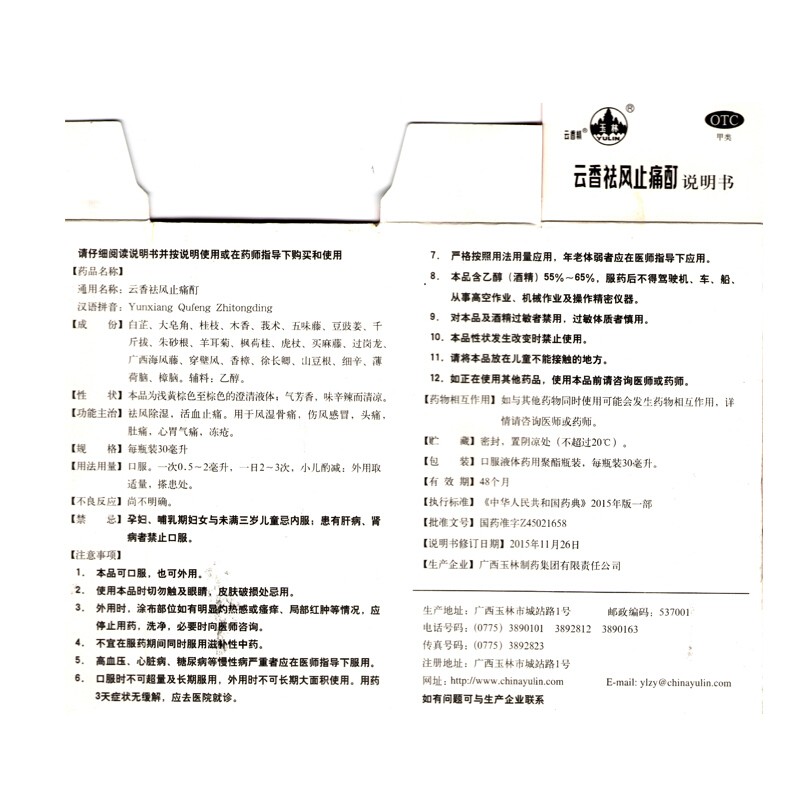 云香精®
玉林
YULIN
®
OTC
甲类
云香祛风止痛酊 说明书
请仔细阅读说明书并按说明使用或在药师指导下购买和使用
【药品名称】
通用名称：云香祛风止痛酊
汉语拼音：Yunxiang Qufeng Zhitongding
【成 份】白芷、大皂角、桂枝、木香、莪术、五味藤、豆豉姜、千
斤拔、朱砂根、羊耳菊、枫荷桂、虎杖、买麻藤、过岗龙、
广西海风藤、穿壁风、香樟、徐长卿、山豆根、细辛、薄
荷脑、樟脑。辅料：乙醇。
【性 状】本品为浅黄棕色至棕色的澄清液体；气芳香，味辛辣而清凉。
【功能主治】祛风除湿，活血止痛。用于风湿骨痛，伤风感冒，头痛，
肚痛，心胃气痛，冻疮。
【规 格】每瓶装30毫升
【用法用量】口服。一次0.5～2毫升，一日2～3次，小儿酌减；外用取
适量，搽患处。
【不良反应】尚不明确。
【禁 忌】孕妇、哺乳期妇女与未满三岁儿童忌内服；患有肝病、肾
病者禁止口服。
【注意事项】
1. 本品可口服，也可外用。
2. 使用本品时切勿触及眼睛，皮肤破损处忌用。
3. 外用时，涂布部位如有明显灼热感或瘙痒、局部红肿等情况，应
停止用药，洗净，必要时向医师咨询。
4. 不宜在服药期间同时服用滋补性中药。
5. 高血压、心脏病、糖尿病等慢性病严重者应在医师指导下服用。
6. 口服时不可超量及长期服用，外用时不可长期大面积使用。用药
3天症状无缓解，应去医院就诊。
7. 严格按照用法用量应用，年老体弱者应在医师指导下应用。
8. 本品含乙醇（酒精）55%～65%，服药后不得驾驶机、车、船、
从事高空作业、机械作业及操作精密仪器。
9. 对本品及酒精过敏者禁用，过敏体质者慎用。
10. 本品性状发生改变时禁止使用。
11. 请将本品放在儿童不能接触的地方。
12. 如正在使用其他药品，使用本品前请咨询医师或药师。
【药物相互作用】如与其他药物同时使用可能会发生药物相互作用，详
情请咨询医师或药师。
【贮 藏】密封，置阴凉处（不超过20℃）。
【包 装】口服液体药用聚酯瓶装，每瓶装30毫升。
【有 效 期】48个月
【执行标准】《中华人民共和国药典》2015年版一部
【批准文号】国药准字Z45021658
【说明书修订日期】2015年11月26日
【生产企业】广西玉林制药集团有限责任公司
生产地址：广西玉林市城站路1号 邮政编码：537001
电话号码：(0775) 3890101 3892812 3890163
传真号码：(0775) 3892823
注册地址：广西玉林市城站路1号
网址：http://www.chinayulin.com E-mail: ylzy@chinayulin.com
如有问题可与生产企业联系